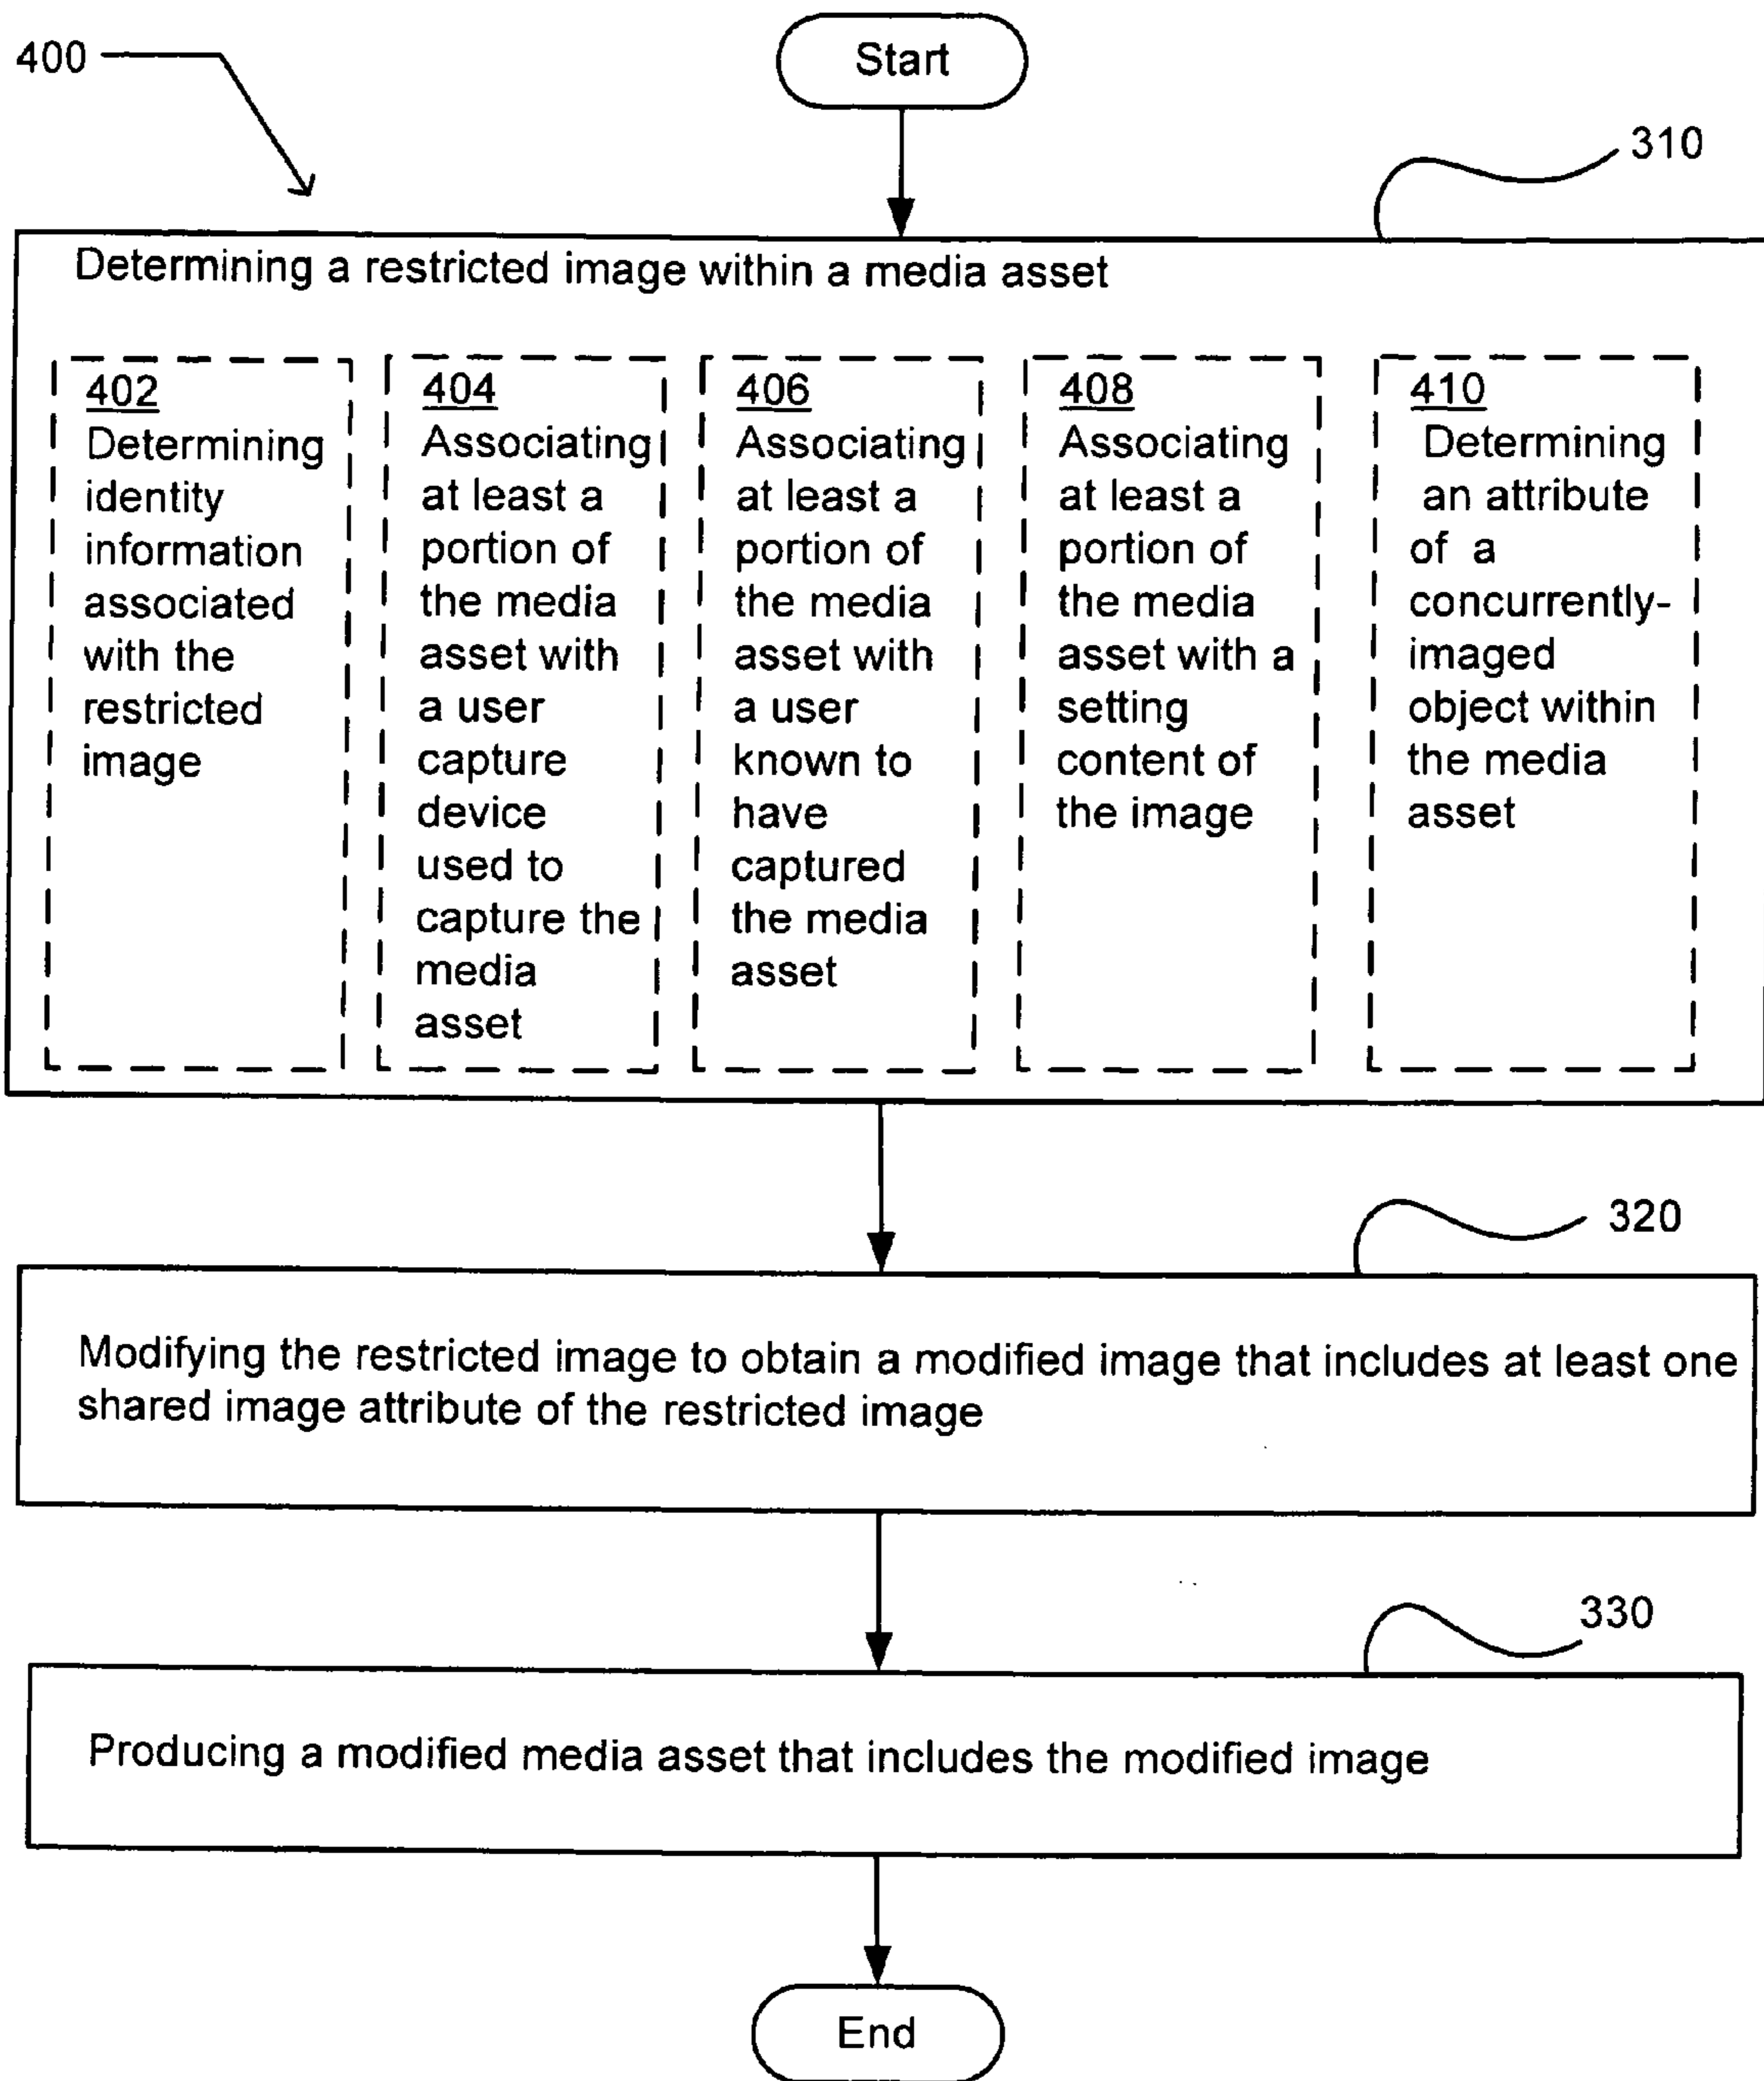 400
Start
310
Determining a restricted image within a media asset
402
Determining
identity
information
associated
with the
restricted
image
404
Associating
at least a
portion of
the media
asset with
a user
capture
device
used to
capture the
media
asset
406
Associating
at least a
portion of
the media
asset with
a user
known to
have
captured
the media
asset
408
Associating
at least a
portion of
the media
asset with a
setting
content of
the image
410
Determining
an attribute
of a
concurrently-
imaged
object within
the media
asset
320
Modifying the restricted image to obtain a modified image that includes at least one
shared image attribute of the restricted image
330
Producing a modified media asset that includes the modified image
End